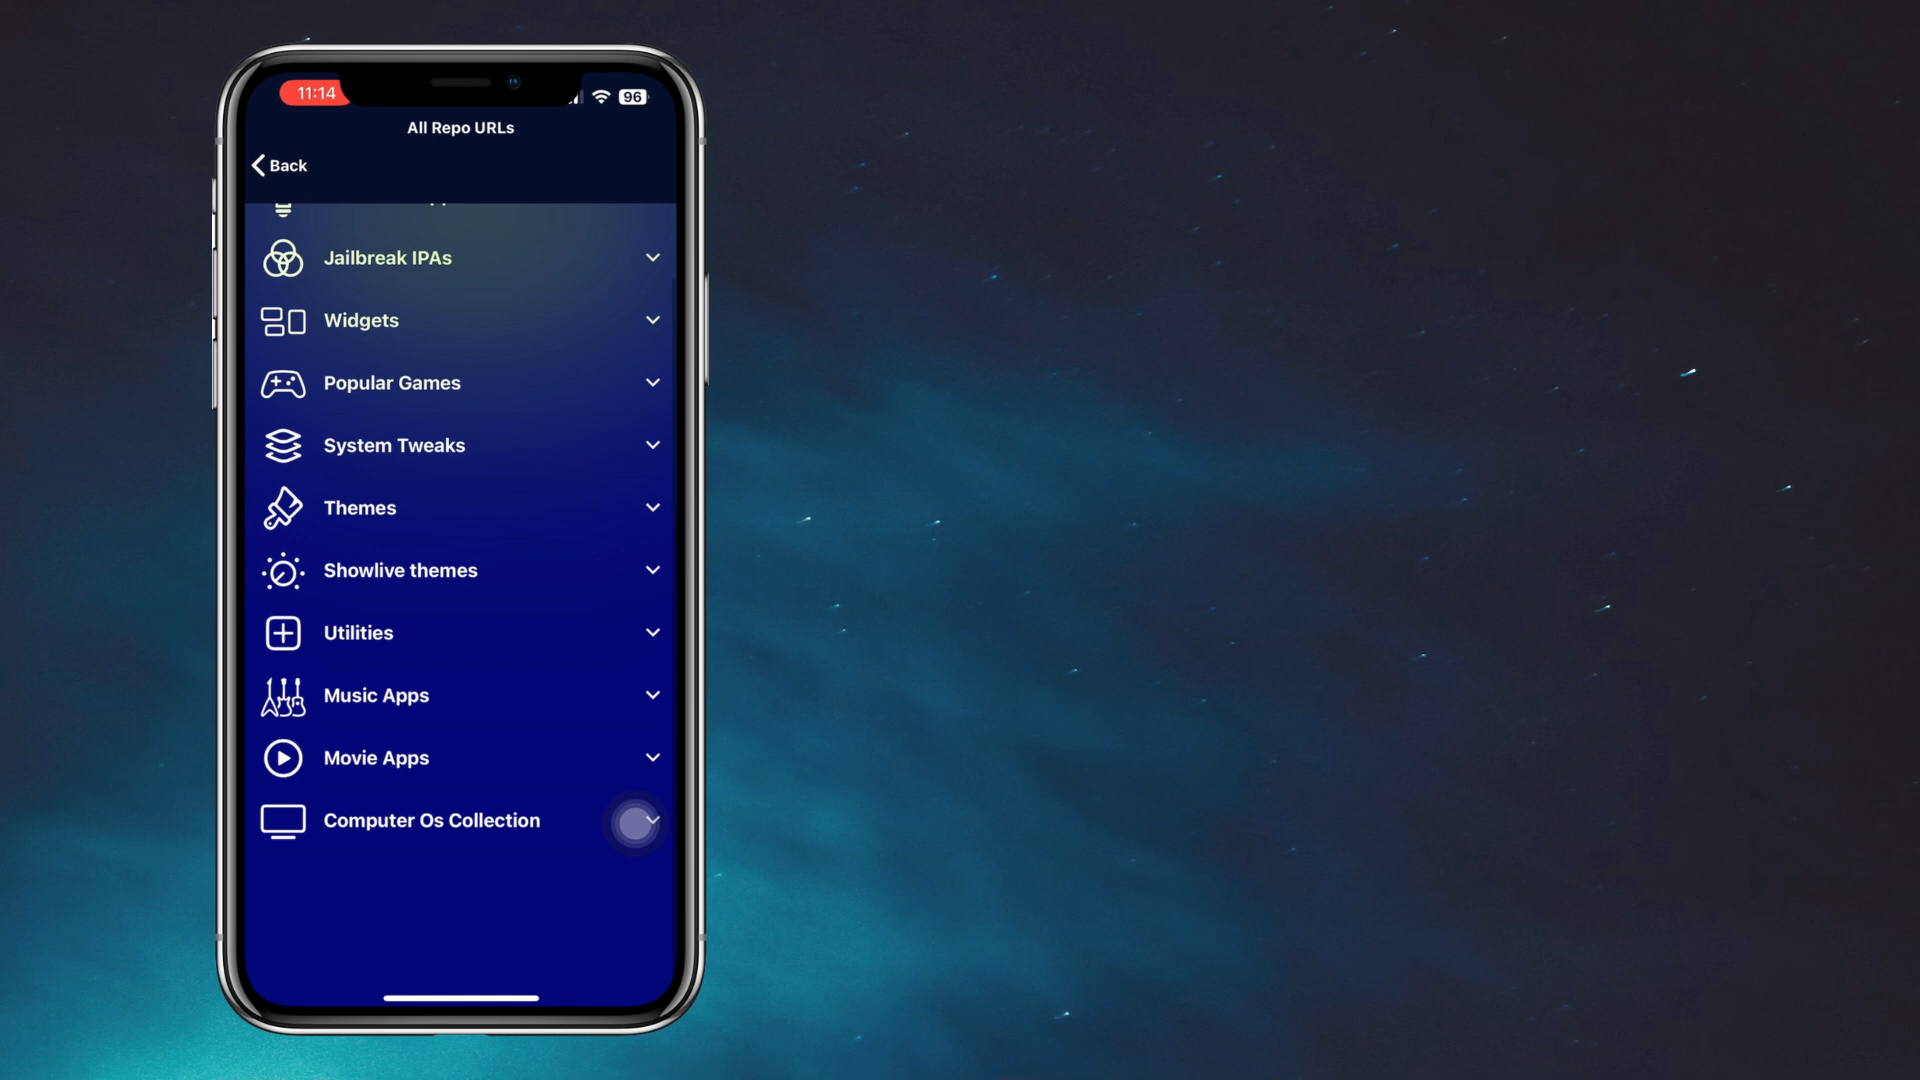 11:14
96
All Repo URLs
Back
Jailbreak IPAs
Widgets
Popular Games
System Tweaks
Themes
Showlive themes
Utilities
Music Apps
Movie Apps
Computer Os Collection